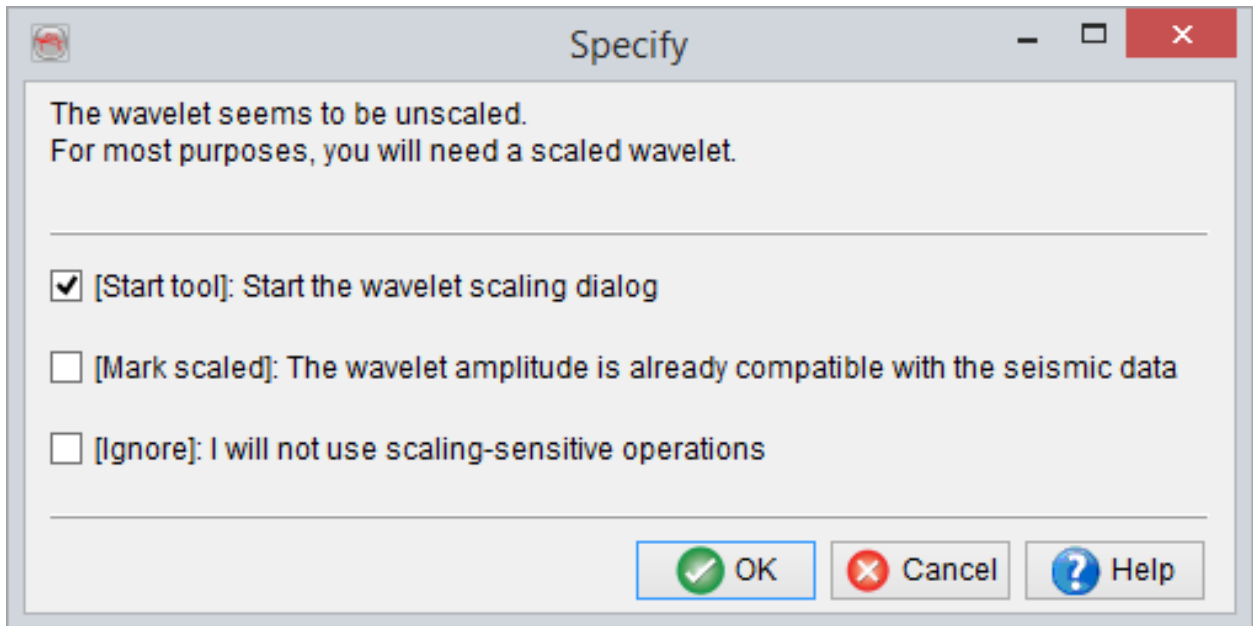 Specify
The wavelet seems to be unscaled.
For most purposes, you will need a scaled wavelet.
[Start tool]: Start the wavelet scaling dialog
[Mark scaled]: The wavelet amplitude is already compatible with the seismic data
[Ignore]: I will not use scaling-sensitive operations
OK Cancel Help